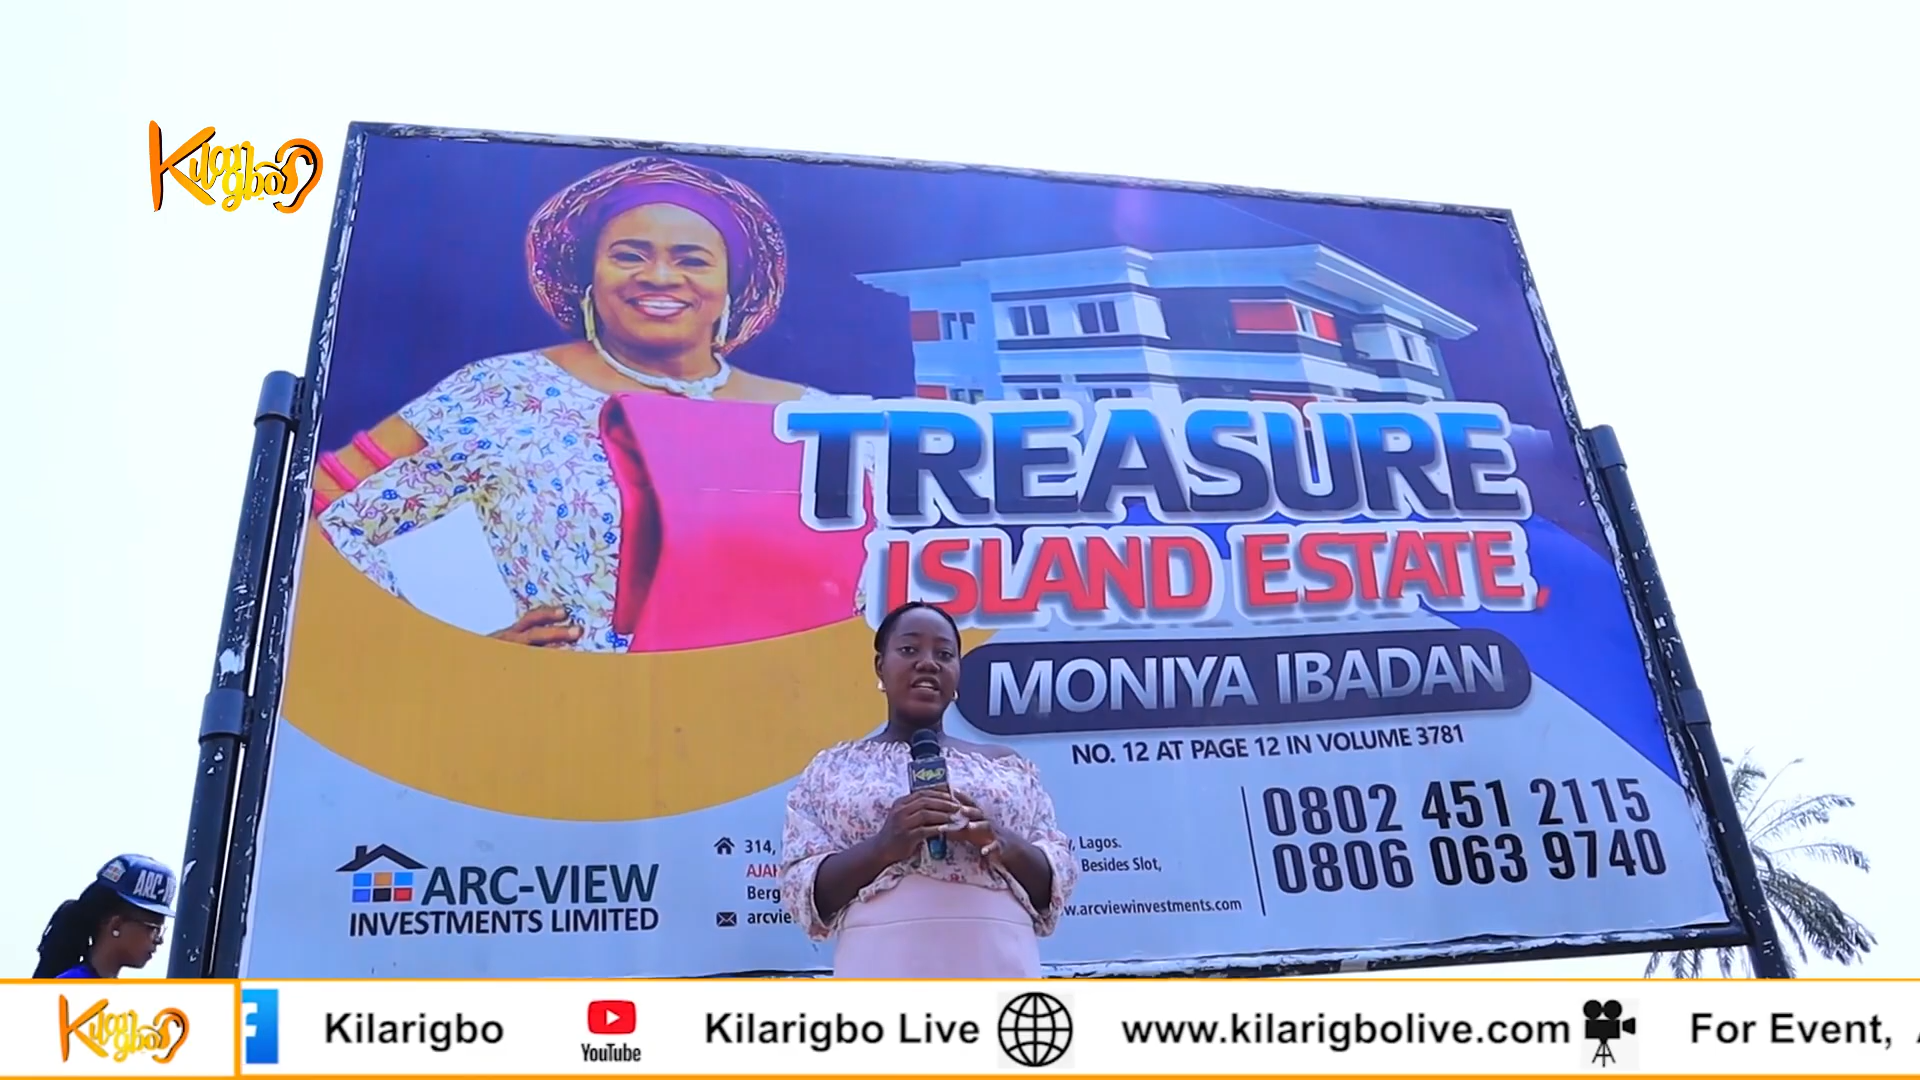 Kilarigbo
TREASURE
ISLAND ESTATE,
MONIYA IBADAN
NO. 12 AT PAGE 12 IN VOLUME 3781
0802 451 2115
0806 063 9740
ARC-VIEW
INVESTMENTS LIMITED
314, , Lagos.
Besides Slot,
w.arcviewinvestments.com
ARC-
Kilarigbo
Kilarigbo
YouTube
Kilarigbo Live
www.kilarigbolive.com
For Event,